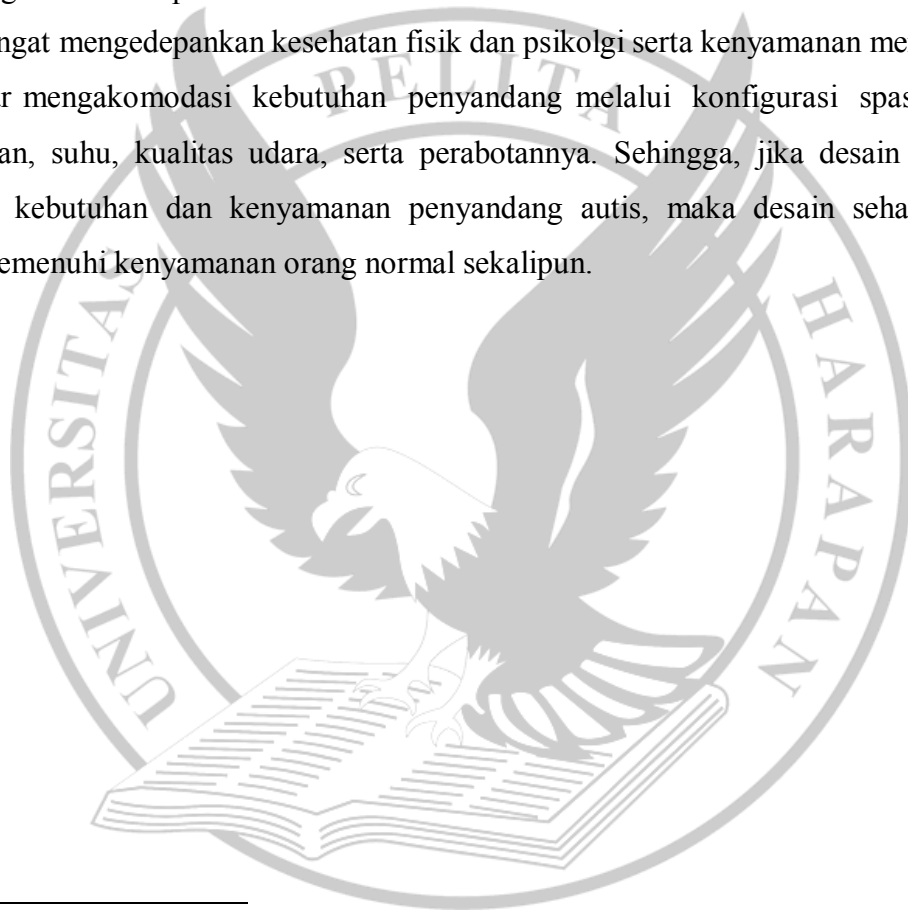 ngat mengedepankan kesehatan fisik dan psikolgi serta kenyamanan me
r mengakomodasi kebutuhan penyandang melalui konfigurasi spas
an, suhu, kualitas udara, serta perabotannya. Sehingga, jika desain
kebutuhan dan kenyamanan penyandang autis, maka desain seha
emenuhi kenyamanan orang normal sekalipun.
UNIVERSITAS PELITA HARAPAN